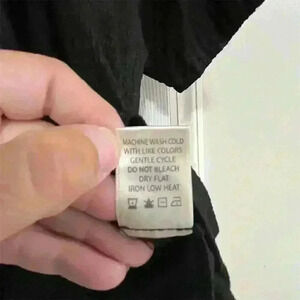 MACHINE WASH COLD
WITH LIKE COLORS
GENTLE CYCLE
DO NOT BLEACH
DRY FLAT
IRON LOW HEAT